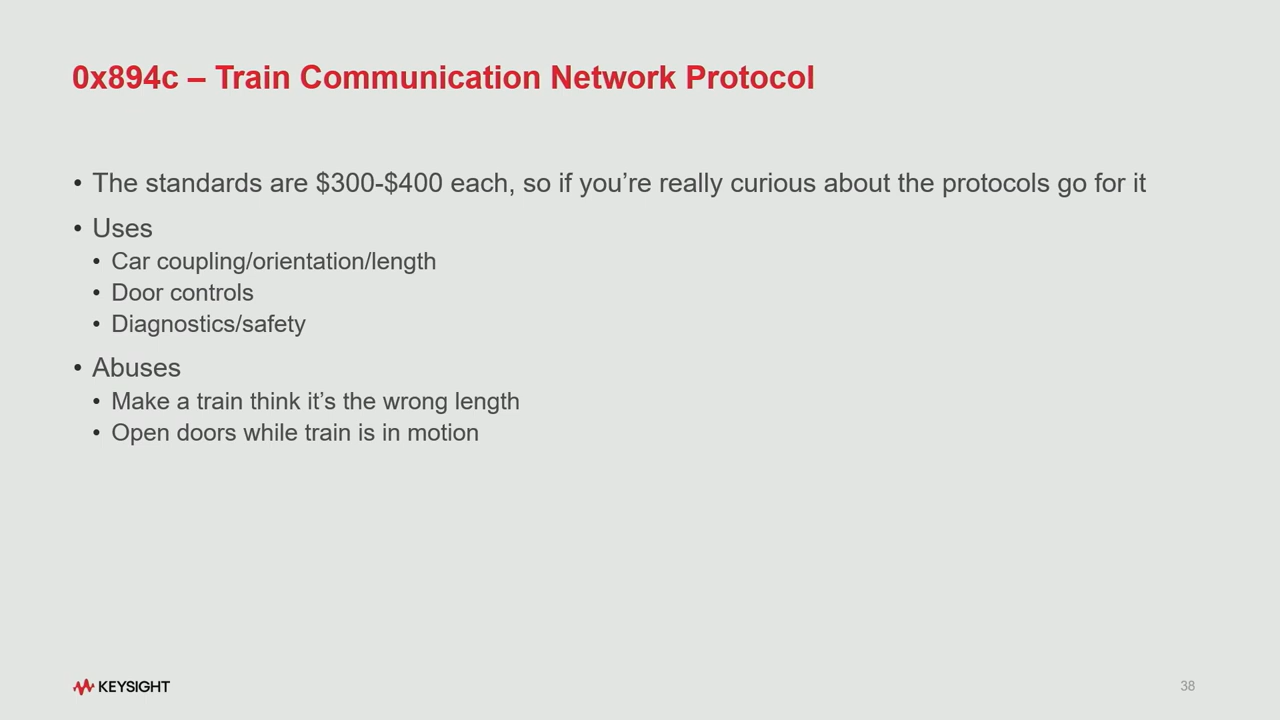 0x894c – Train Communication Network Protocol
• The standards are $300-$400 each, so if you’re really curious about the protocols go for it
• Uses
• Car coupling/orientation/length
• Door controls
• Diagnostics/safety
• Abuses
• Make a train think it’s the wrong length
• Open doors while train is in motion
KEYSIGHT
38